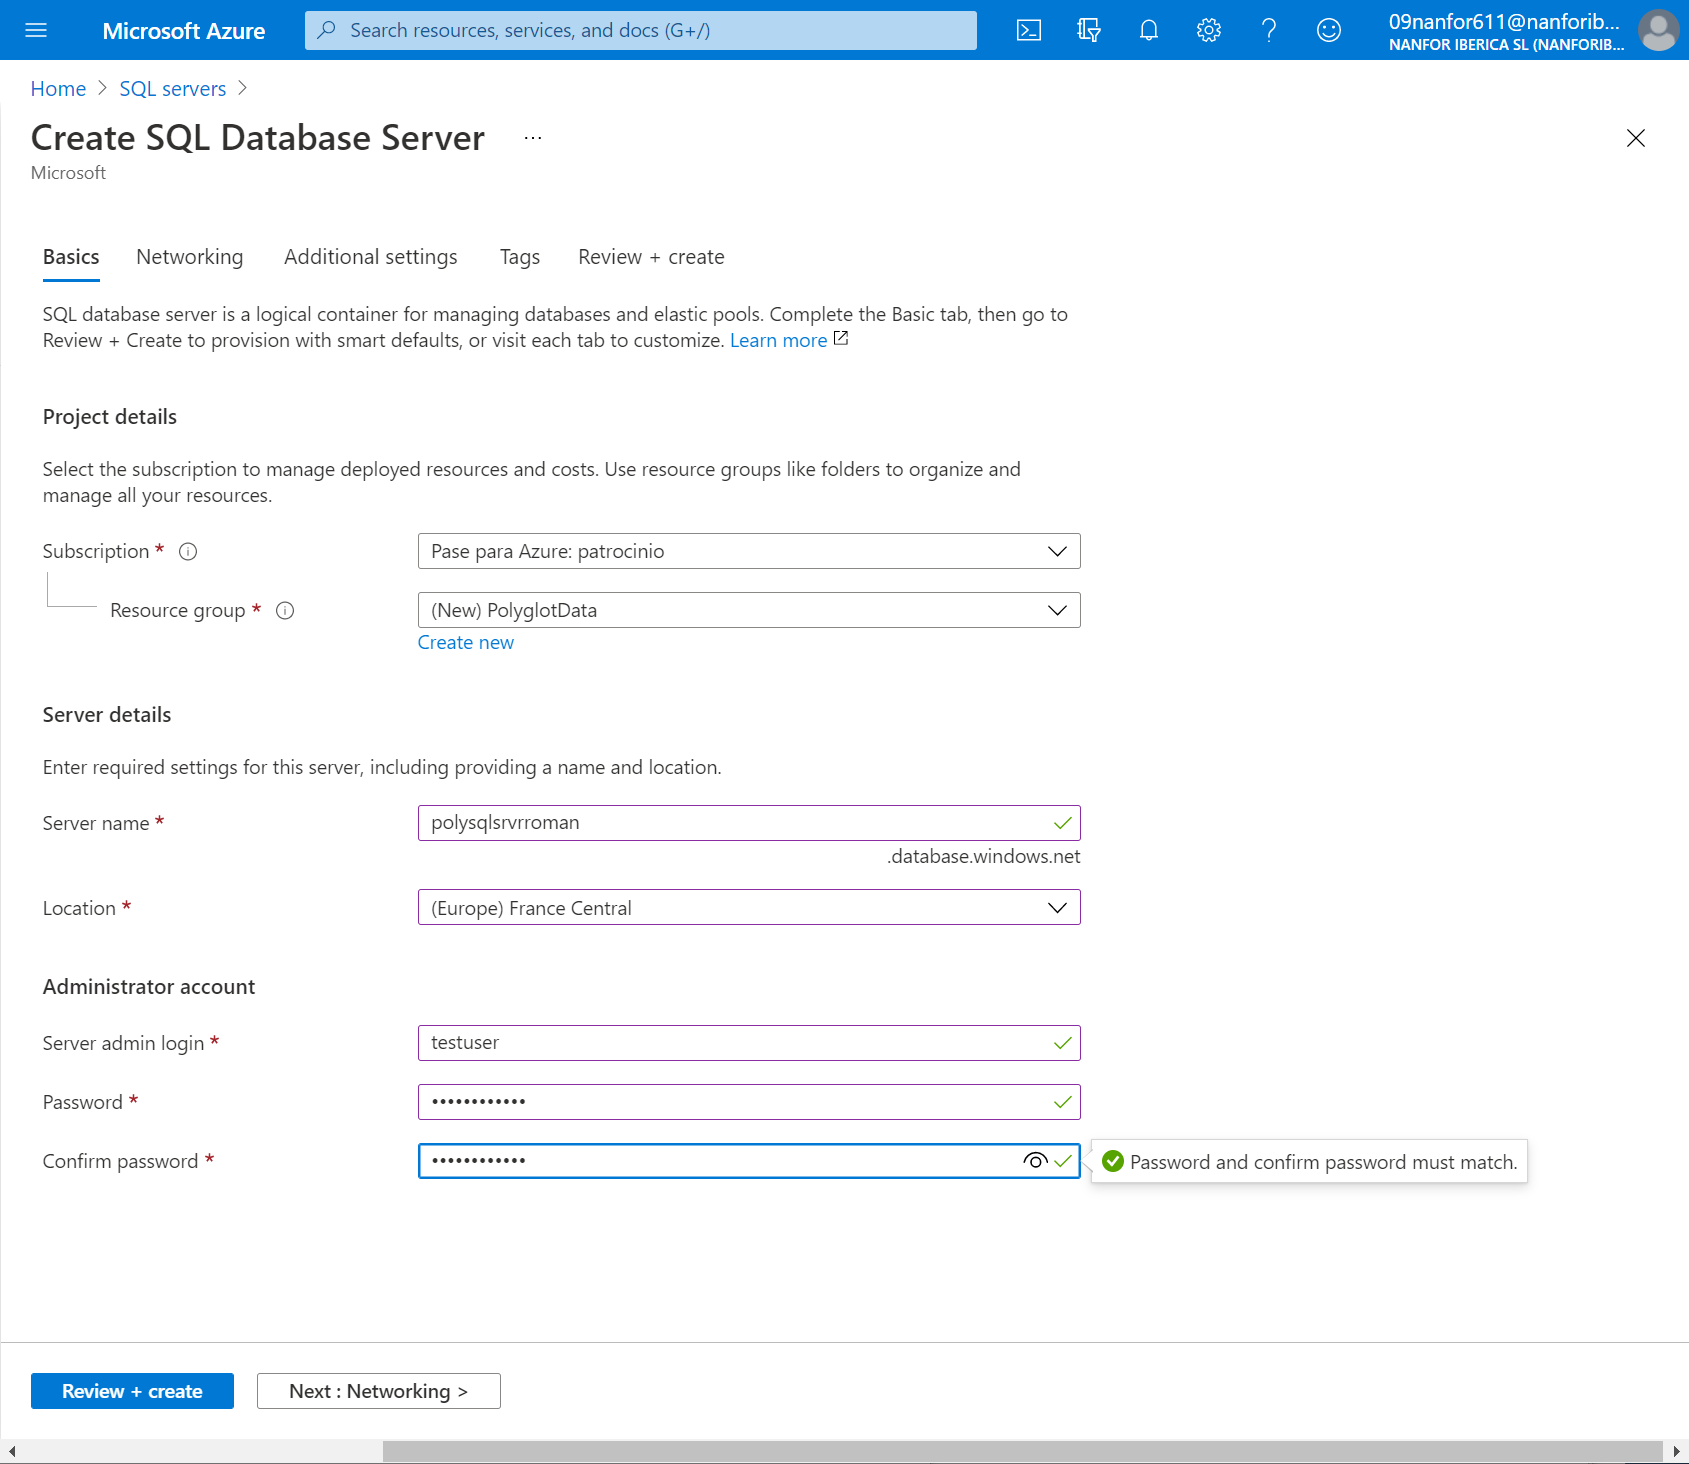 Microsoft Azure
Search resources, services, and docs (G+/)
09nanfor611@nanforib...
NANFOR IBERICA SL (NANFORIB...
Home > SQL servers >
Create SQL Database Server ...
Microsoft
Basics Networking Additional settings Tags Review + create
SQL database server is a logical container for managing databases and elastic pools. Complete the Basic tab, then go to
Review + Create to provision with smart defaults, or visit each tab to customize. Learn more
Project details
Select the subscription to manage deployed resources and costs. Use resource groups like folders to organize and
manage all your resources.
Subscription * Pase para Azure: patrocinio
Resource group * (New) PolyglotData
Create new
Server details
Enter required settings for this server, including providing a name and location.
Server name * polysqlsrvrroman
.database.windows.net
Location * (Europe) France Central
Administrator account
Server admin login * testuser
Password * ••••••••••••
Confirm password * •••••••••••• Password and confirm password must match.
Review + create Next : Networking >